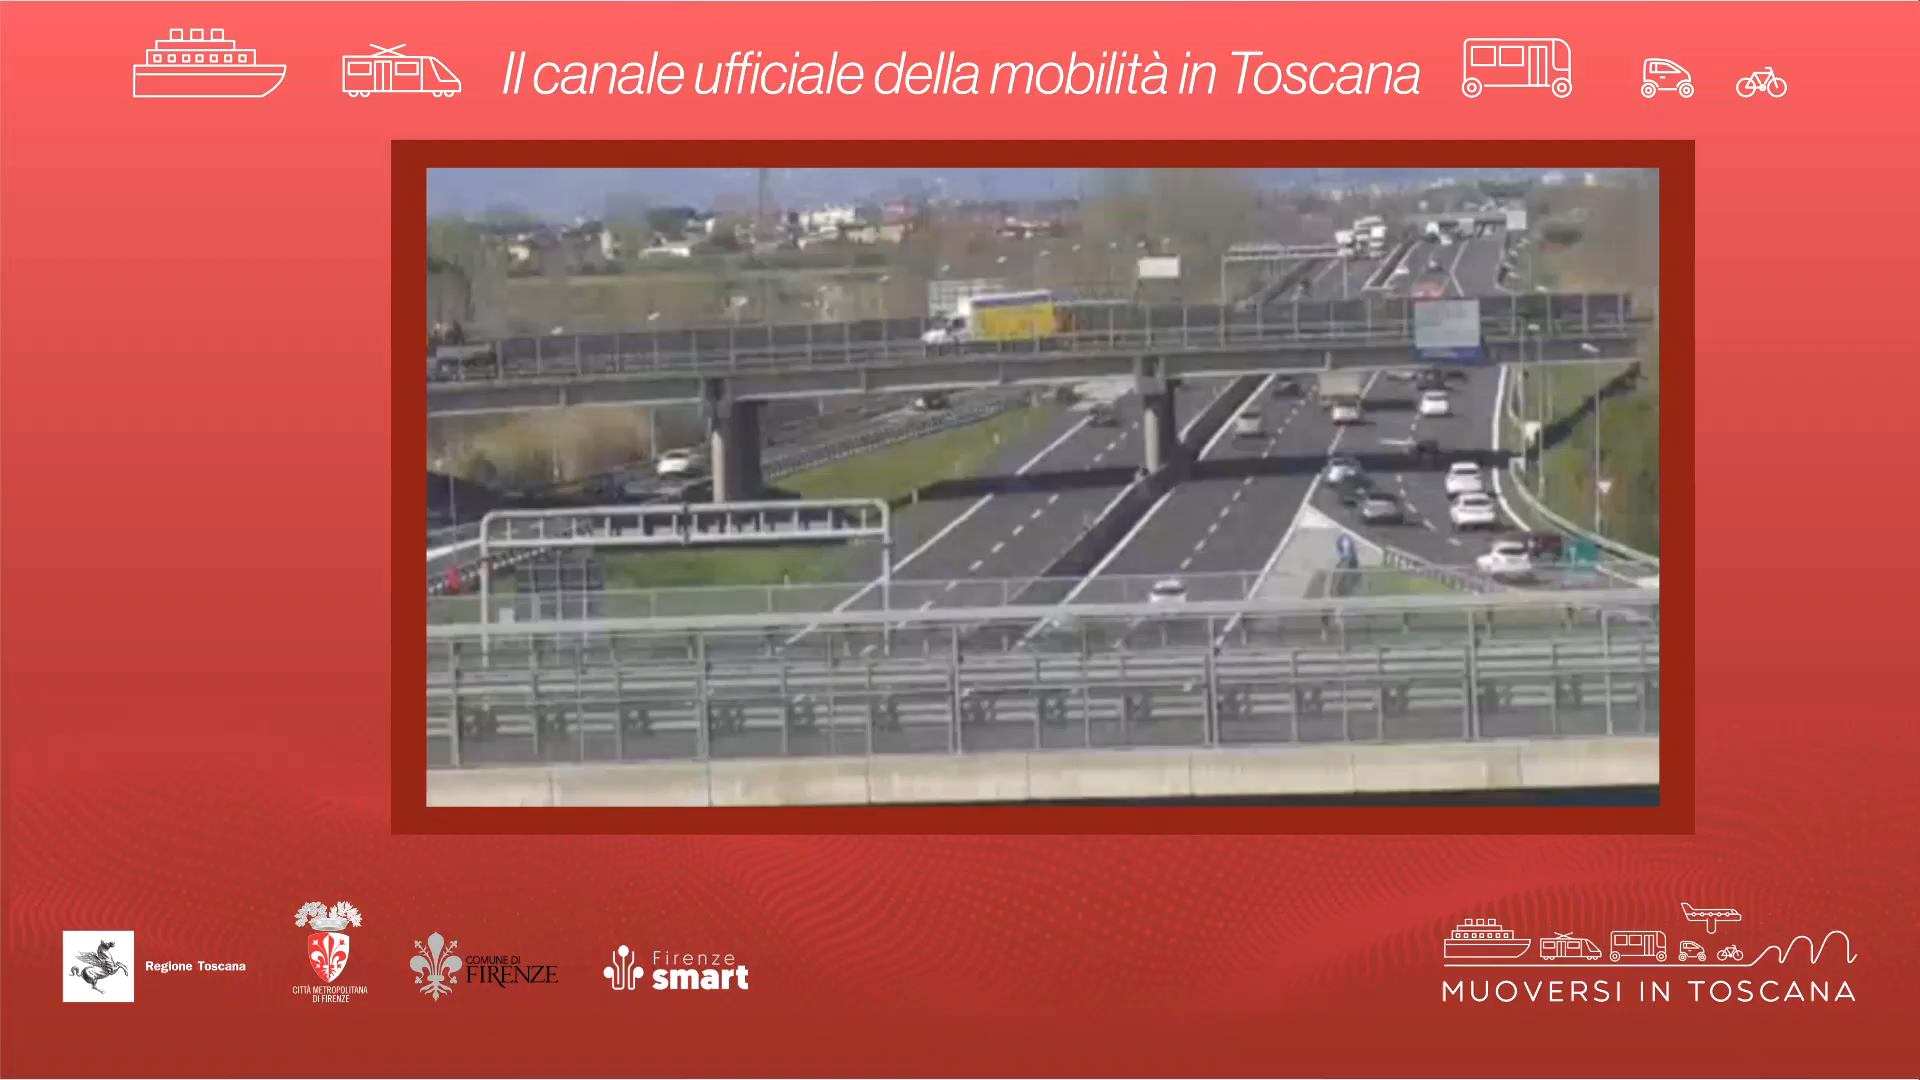 Il canale ufficiale della mobilità in Toscana
Regione Toscana
CITTÀ METROPOLITANA
DI FIRENZE
COMUNE DI
FIRENZE
Firenze
smart
MUOVERSI IN TOSCANA